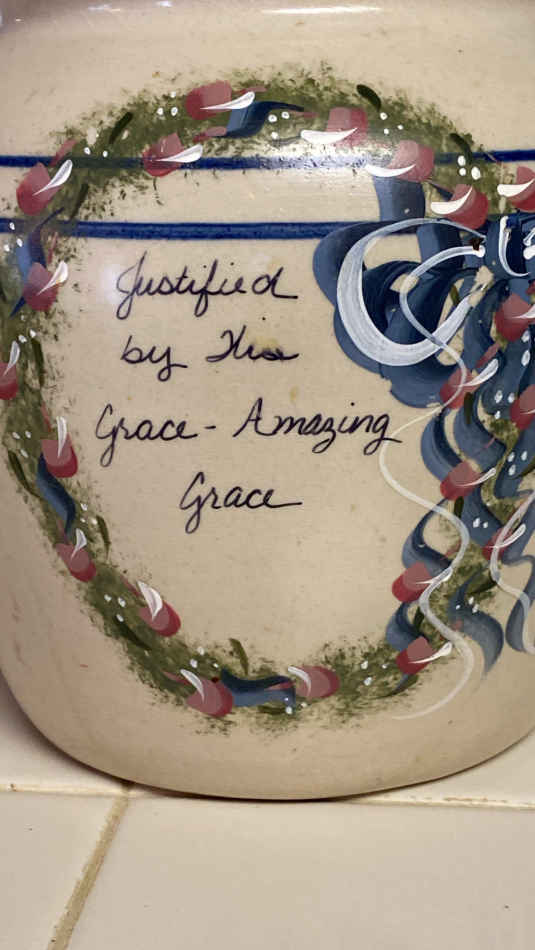 Justified
by His
Grace - Amazing
Grace